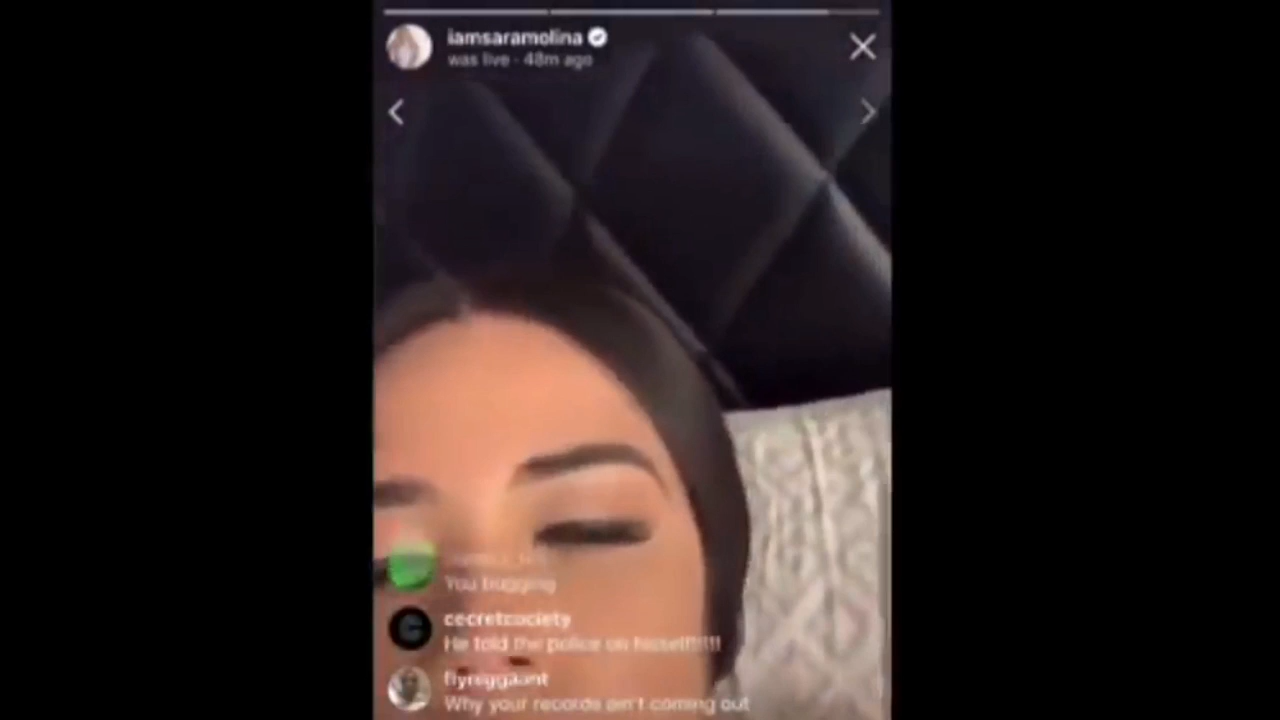 iamsaramolina
was live · 48m ago
You bugging
cecretcociety
He told the police on hisself!!!!!!
flyniggaant
Why your records ain't coming out